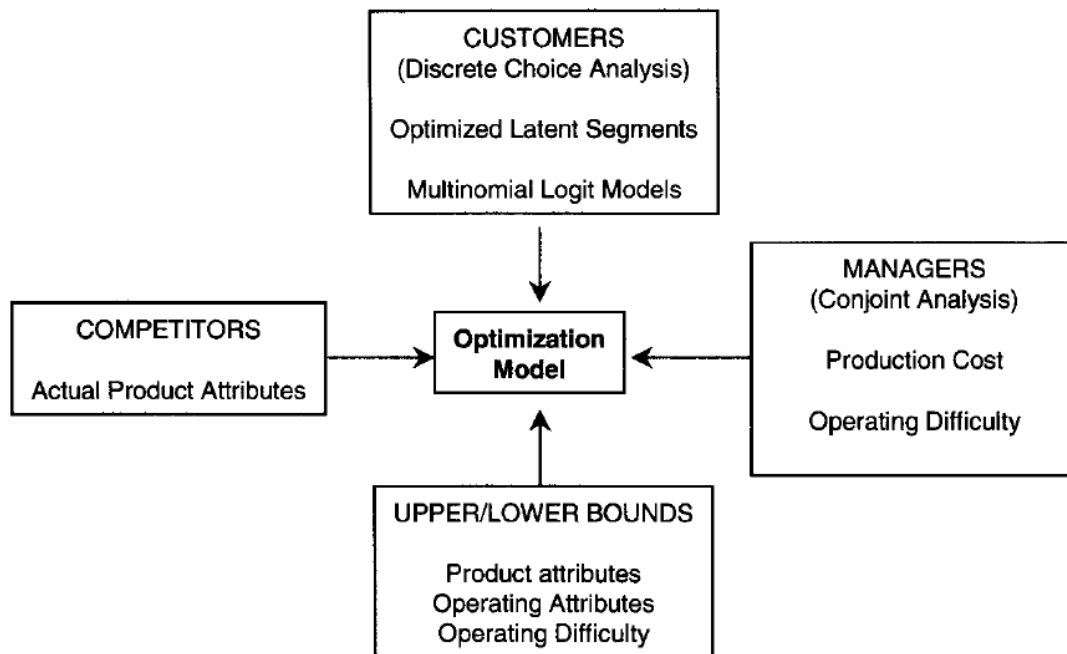 CUSTOMERS
(Discrete Choice Analysis)
Optimized Latent Segments
Multinomial Logit Models
COMPETITORS
Actual Product Attributes
Optimization
Model
MANAGERS
(Conjoint Analysis)
Production Cost
Operating Difficulty
UPPER/LOWER BOUNDS
Product attributes
Operating Attributes
Operating Difficulty